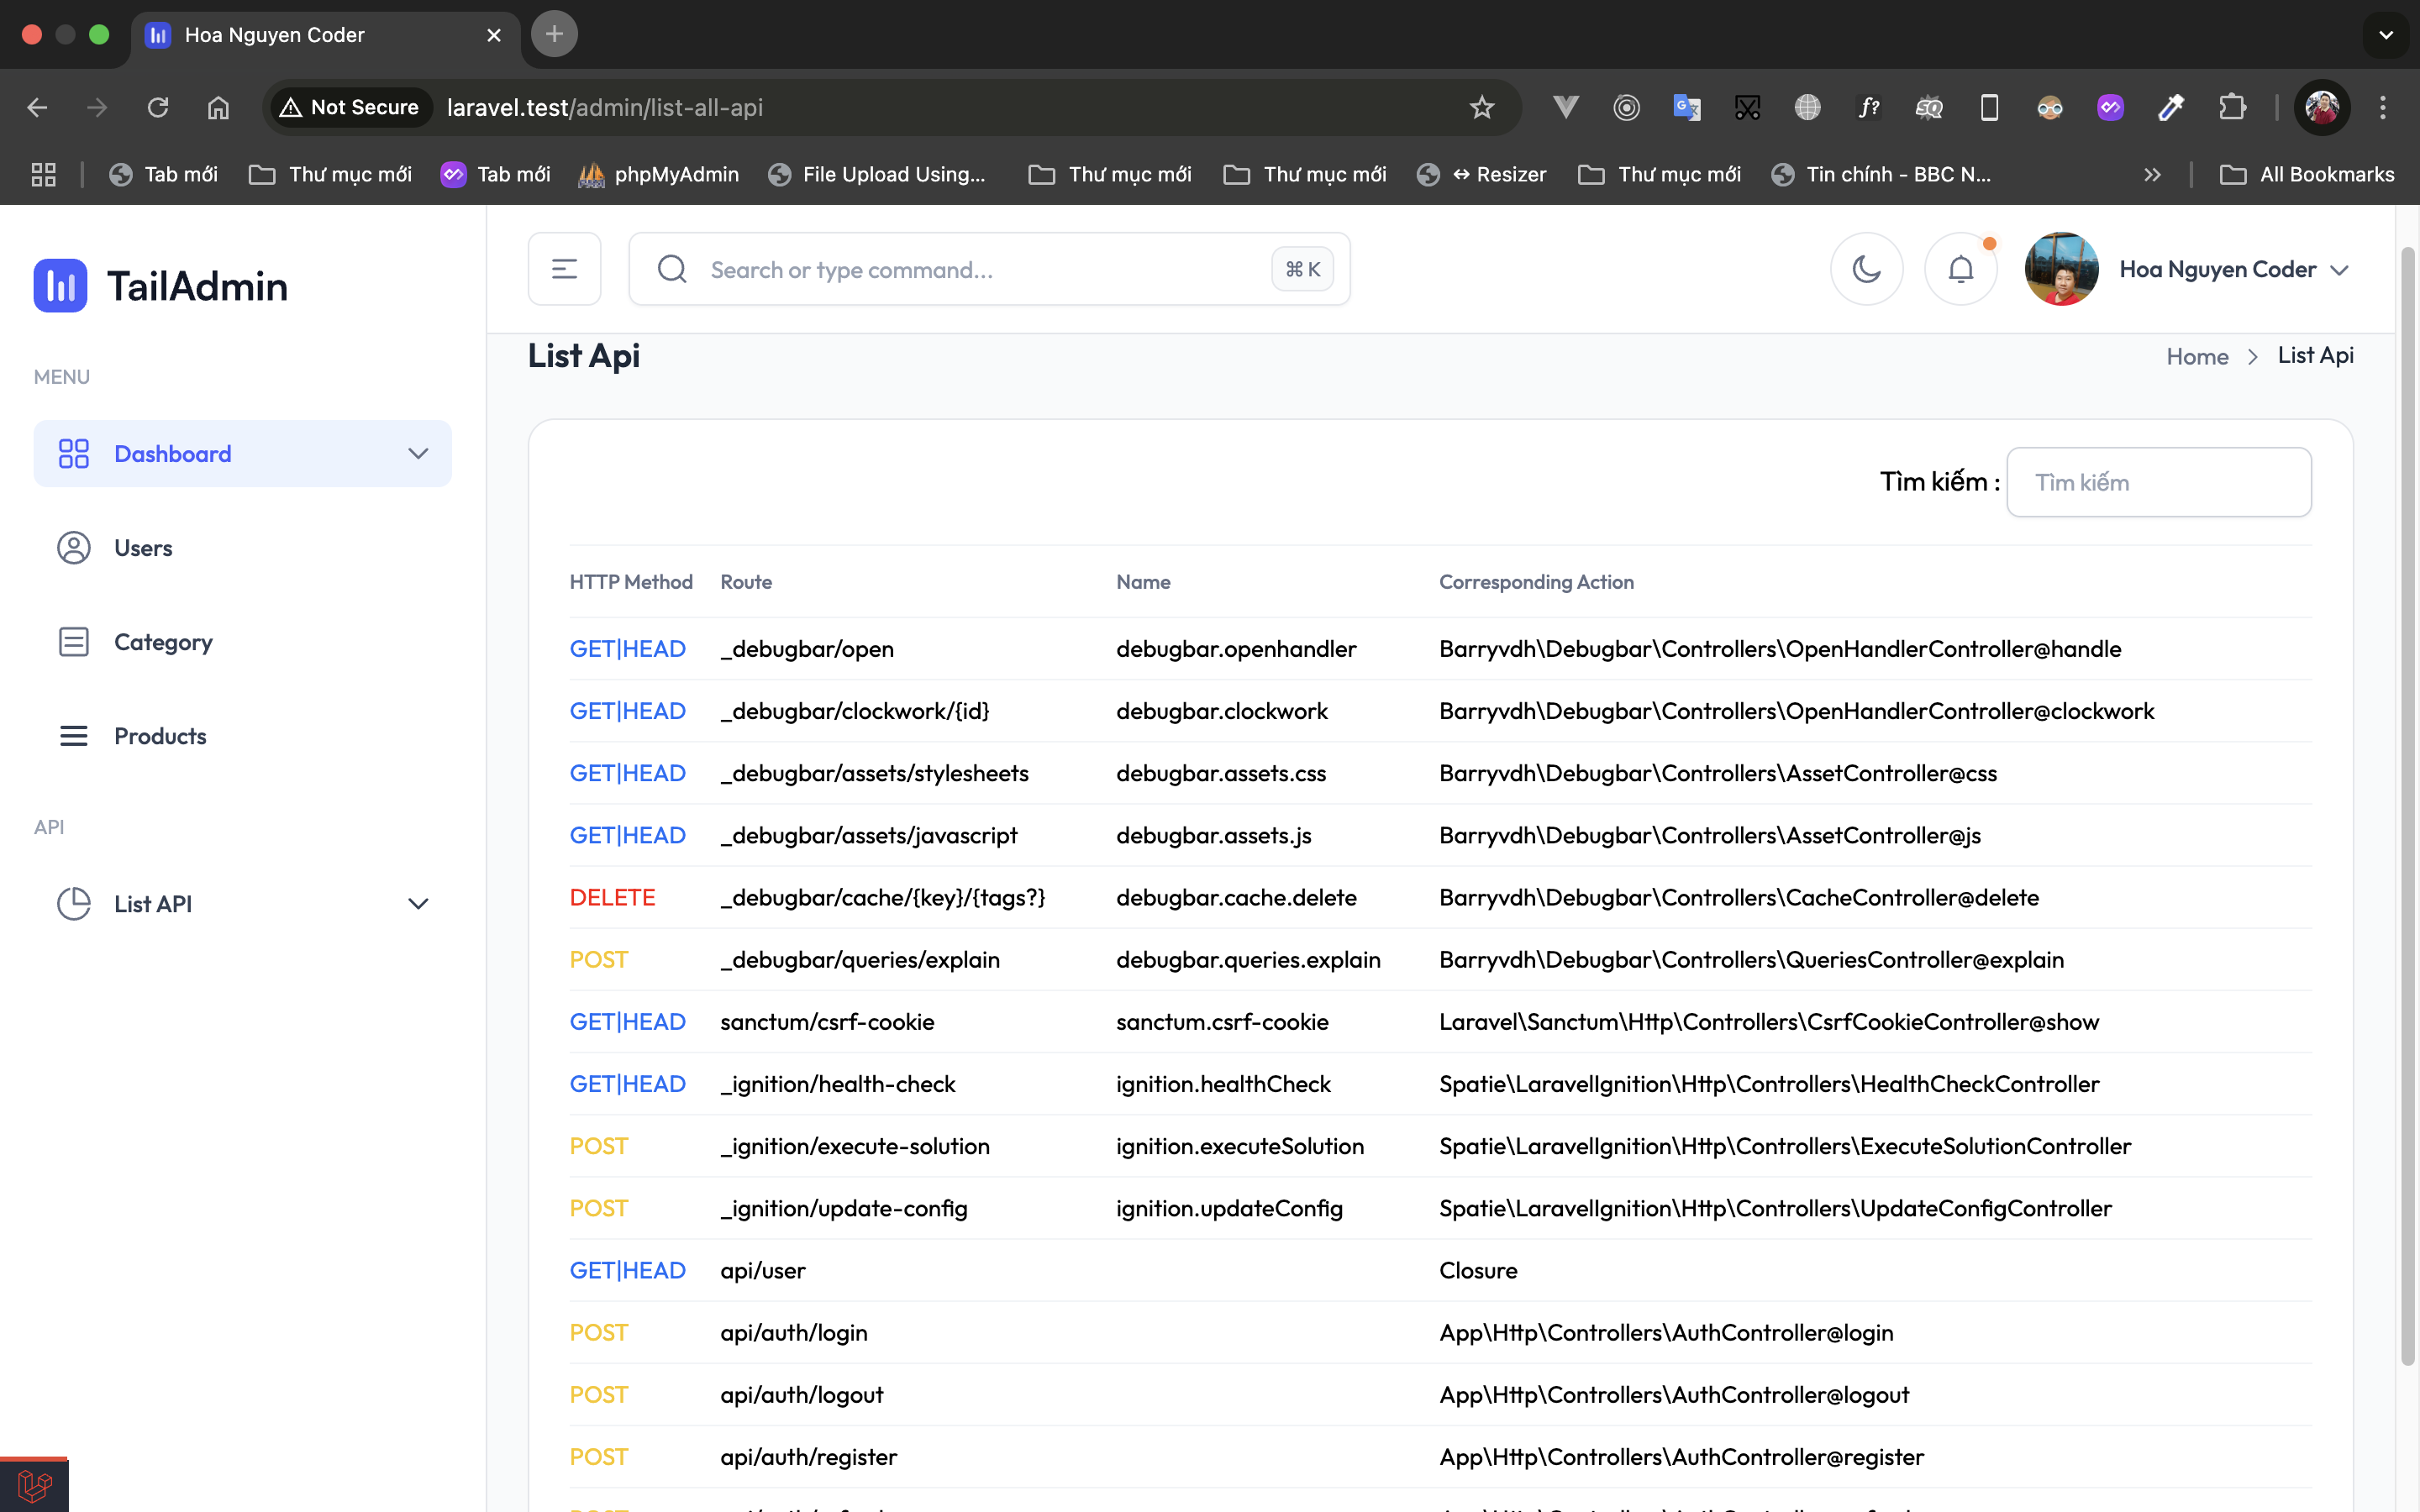 Hoa Nguyen Coder
Not Secure laravel.test/admin/list-all-api
Tab mới Thư mục mới Tab mới phpMyAdmin File Upload Using... Thư mục mới Thư mục mới ↔ Resizer Thư mục mới Tin chính - BBC N... All Bookmarks
TailAdmin
Search or type command... ⌘ K
Hoa Nguyen Coder
MENU
Dashboard
Users
Category
Products
API
List API
List Api
Home > List Api
Tìm kiếm : Tìm kiếm
HTTP Method Route Name Corresponding Action
GET|HEAD _debugbar/open debugbar.openhandler Barryvdh\Debugbar\Controllers\OpenHandlerController@handle
GET|HEAD _debugbar/clockwork/{id} debugbar.clockwork Barryvdh\Debugbar\Controllers\OpenHandlerController@clockwork
GET|HEAD _debugbar/assets/stylesheets debugbar.assets.css Barryvdh\Debugbar\Controllers\AssetController@css
GET|HEAD _debugbar/assets/javascript debugbar.assets.js Barryvdh\Debugbar\Controllers\AssetController@js
DELETE _debugbar/cache/{key}/{tags?} debugbar.cache.delete Barryvdh\Debugbar\Controllers\CacheController@delete
POST _debugbar/queries/explain debugbar.queries.explain Barryvdh\Debugbar\Controllers\QueriesController@explain
GET|HEAD sanctum/csrf-cookie sanctum.csrf-cookie Laravel\Sanctum\Http\Controllers\CsrfCookieController@show
GET|HEAD _ignition/health-check ignition.healthCheck Spatie\LaravelIgnition\Http\Controllers\HealthCheckController
POST _ignition/execute-solution ignition.executeSolution Spatie\LaravelIgnition\Http\Controllers\ExecuteSolutionController
POST _ignition/update-config ignition.updateConfig Spatie\LaravelIgnition\Http\Controllers\UpdateConfigController
GET|HEAD api/user Closure
POST api/auth/login App\Http\Controllers\AuthController@login
POST api/auth/logout App\Http\Controllers\AuthController@logout
POST api/auth/register App\Http\Controllers\AuthController@register